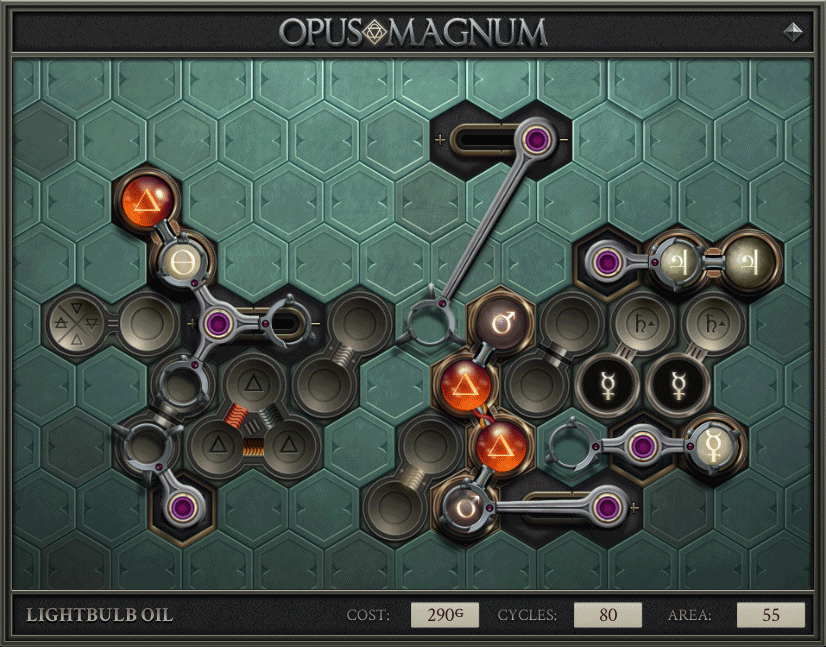 OPUS MAGNUM
LIGHTBULB OIL
COST: 290G
CYCLES: 80
AREA: 55